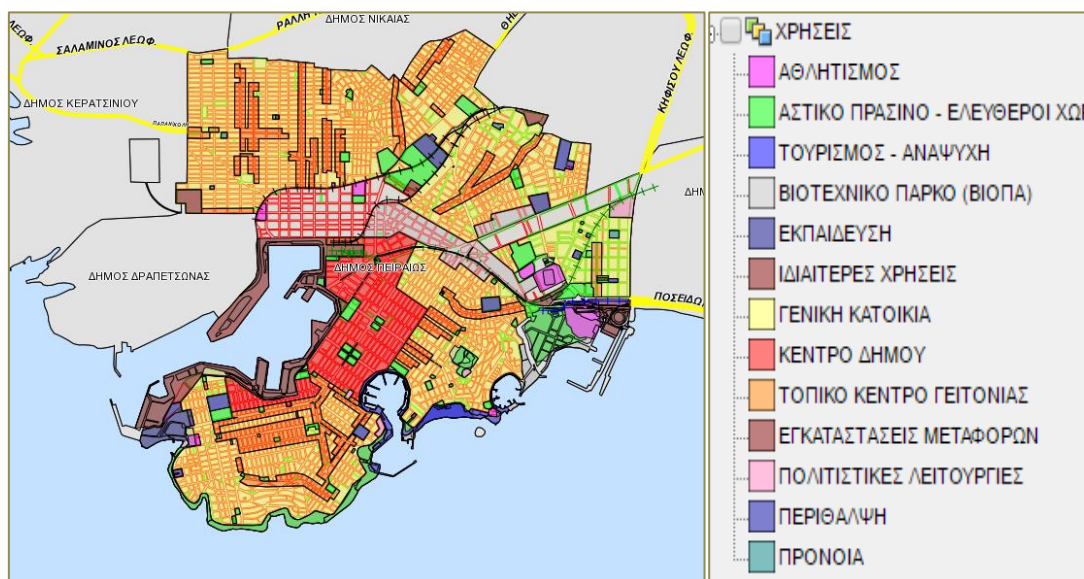 ΔΗΜΟΣ ΝΙΚΑΙΑΣ
ΣΑΛΑΜΙΝΟΣ ΛΕΩΦ.
ΔΗΜΟΣ ΚΕΡΑΤΣΙΝΙΟΥ
ΚΗΦΙΣΟΥ ΛΕΩΦ.
ΔΗΜΟΣ ΔΡΑΠΕΤΣΩΝΑΣ
ΔΗΜΟΣ ΠΕΙΡΑΙΩΣ
ΠΟΣΕΙΔΩ
ΧΡΗΣΕΙΣ
ΑΘΛΗΤΙΣΜΟΣ
ΑΣΤΙΚΟ ΠΡΑΣΙΝΟ - ΕΛΕΥΘΕΡΟΙ ΧΩ
ΤΟΥΡΙΣΜΟΣ - ΑΝΑΨΥΧΗ
ΒΙΟΤΕΧΝΙΚΟ ΠΑΡΚΟ (ΒΙΟΠΑ)
ΕΚΠΑΙΔΕΥΣΗ
ΙΔΙΑΙΤΕΡΕΣ ΧΡΗΣΕΙΣ
ΓΕΝΙΚΗ ΚΑΤΟΙΚΙΑ
ΚΕΝΤΡΟ ΔΗΜΟΥ
ΤΟΠΙΚΟ ΚΕΝΤΡΟ ΓΕΙΤΟΝΙΑΣ
ΕΓΚΑΤΑΣΤΑΣΕΙΣ ΜΕΤΑΦΟΡΩΝ
ΠΟΛΙΤΙΣΤΙΚΕΣ ΛΕΙΤΟΥΡΓΙΕΣ
ΠΕΡΙΘΑΛΨΗ
ΠΡΟΝΟΙΑ